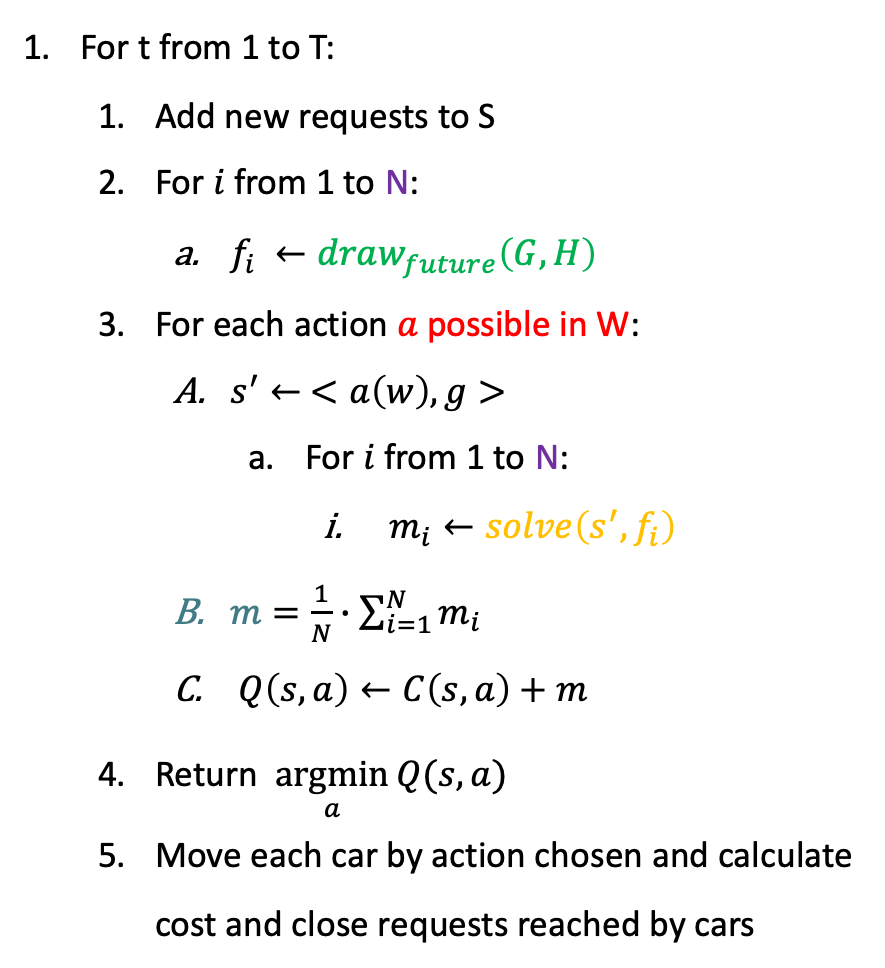 1. For t from 1 to T:
1. Add new requests to S
2. For i from 1 to N:
a. fᵢ ← draw_future(G, H)
3. For each action a possible in W:
A. s′ ← < a(w), g >
a. For i from 1 to N:
i. mᵢ ← solve(s′, fᵢ)
B. m = 1/N · ∑ᵢ₌₁ᴺ mᵢ
C. Q(s, a) ← C(s, a) + m
4. Return argmin Q(s, a)
a
5. Move each car by action chosen and calculate
cost and close requests reached by cars